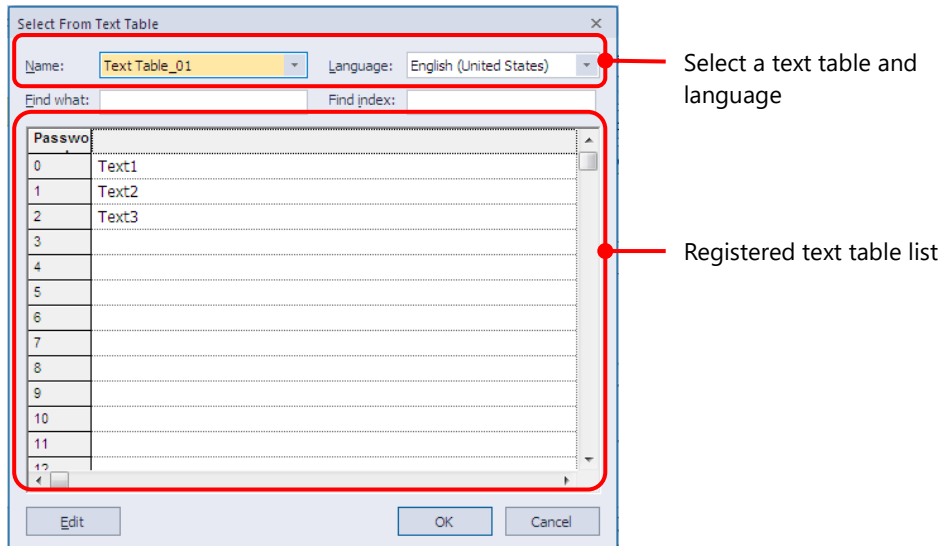 Select From Text Table
Name: Text Table_01 Language: English (United States)
Select a text table and
language
Find what: Find index:
Passwo
0 Text1
1 Text2
2 Text3
3
4
5
Registered text table list
6
7
8
9
10
11
12
Edit OK Cancel